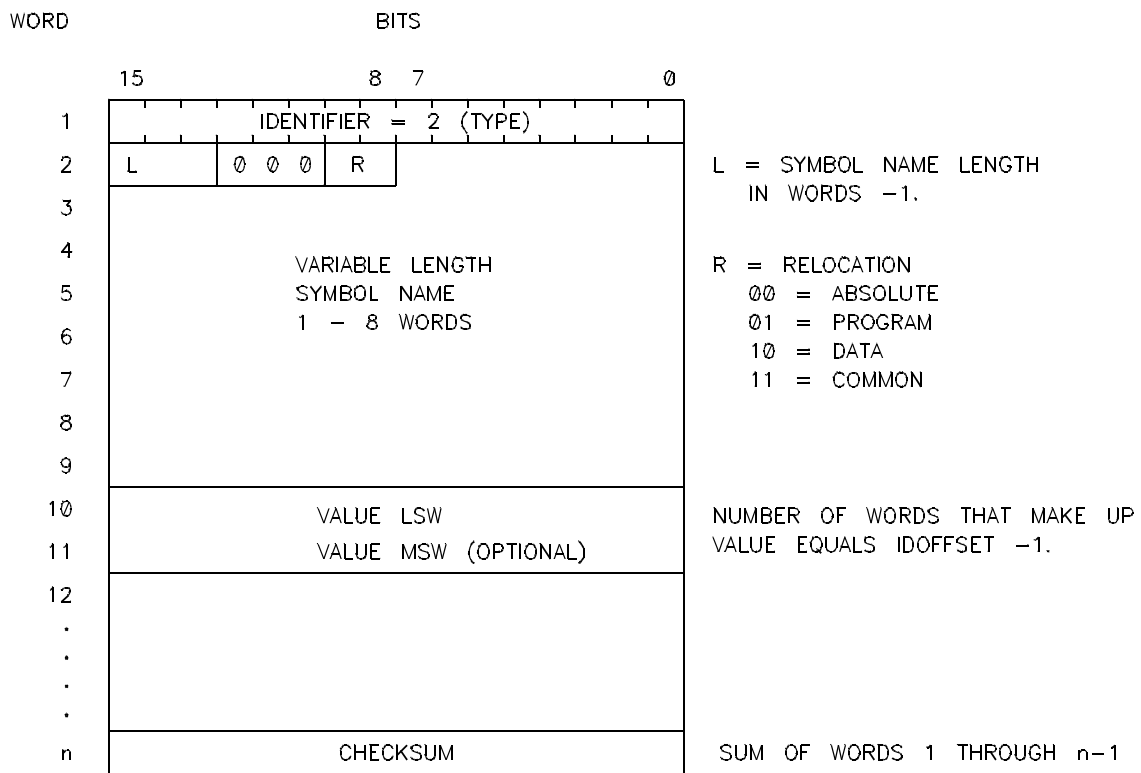 WORD BITS
15 8 7 0
1 IDENTIFIER = 2 (TYPE)
2 L 0 0 0 R L = SYMBOL NAME LENGTH
3 IN WORDS -1.
4 VARIABLE LENGTH R = RELOCATION
5 SYMBOL NAME 00 = ABSOLUTE
6 1 - 8 WORDS 01 = PROGRAM
10 = DATA
7 11 = COMMON
8
9
10 VALUE LSW NUMBER OF WORDS THAT MAKE UP
11 VALUE MSW (OPTIONAL) VALUE EQUALS IDOFFSET -1.
12
.
.
.
.
n CHECKSUM SUM OF WORDS 1 THROUGH n-1